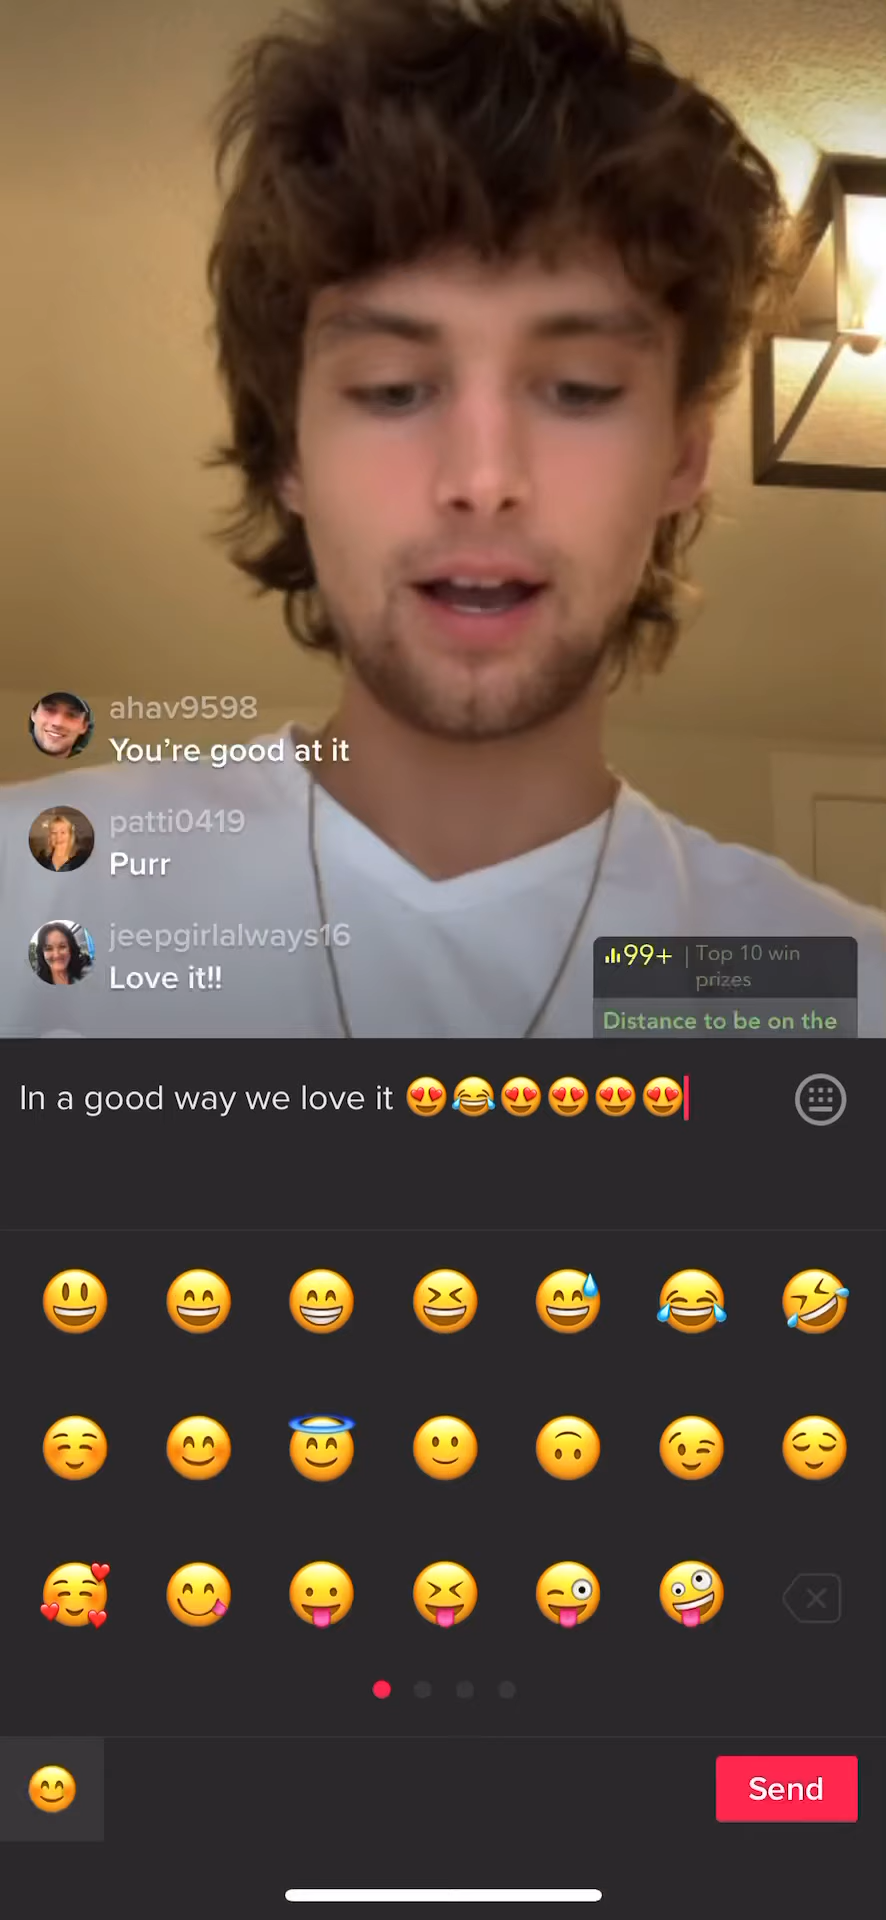 ahav9598
You're good at it
patti0419
Purr
jeepgirlalways16
Love it!!
99+ | Top 10 win
prizes
Distance to be on the
In a good way we love it 😍😂😍😍😍😍
Send